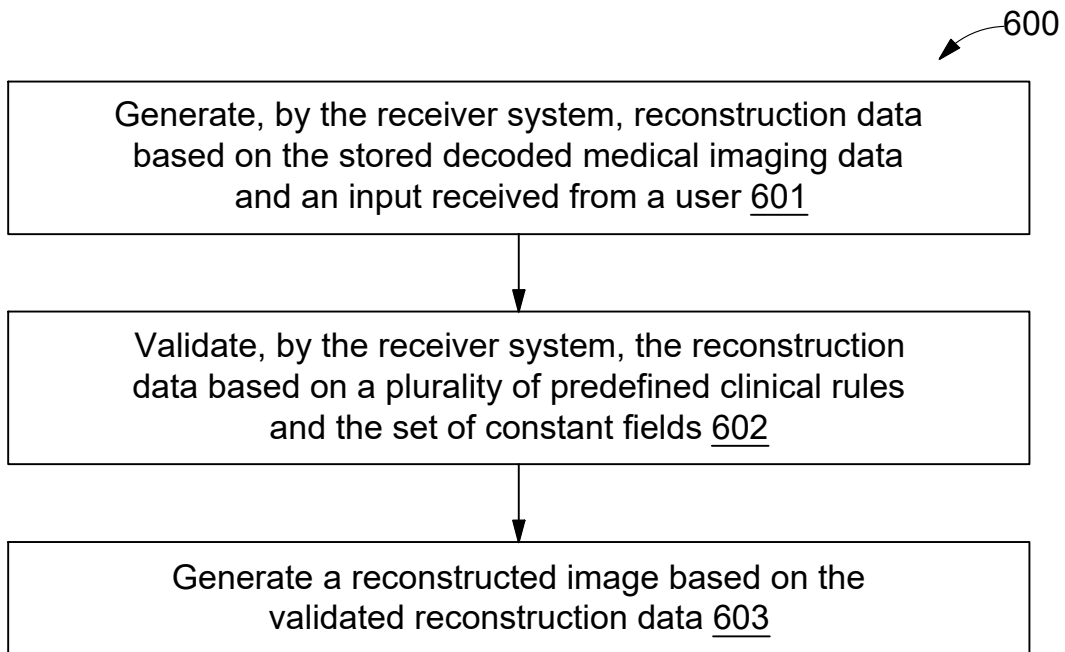 600
Generate, by the receiver system, reconstruction data
based on the stored decoded medical imaging data
and an input received from a user 601
Validate, by the receiver system, the reconstruction
data based on a plurality of predefined clinical rules
and the set of constant fields 602
Generate a reconstructed image based on the
validated reconstruction data 603